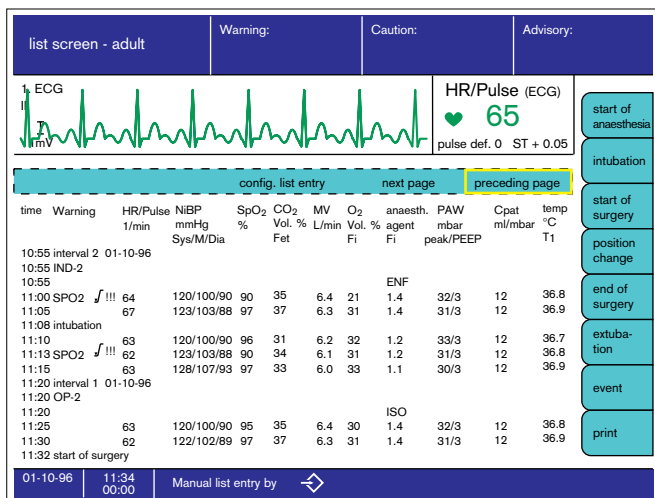 list screen - adult
Warning:
Caution:
Advisory:
1. ECG
II
I
1mV
HR/Pulse (ECG)
65
pulse def. 0 ST + 0.05
config. list entry next page preceding page
time Warning HR/Pulse NiBP SpO2 CO2 MV O2 anaesth. PAW Cpat temp
1/min mmHg % Vol. % L/min Vol. % agent mbar ml/mbar °C
Sys/M/Dia Fet Fi Fi peak/PEEP T1
10:55 interval 2 01-10-96
10:55 IND-2
10:55 ENF
11:00 SPO2 !!! 64 120/100/90 90 35 6.4 21 1.4 32/3 12 36.8
11:05 67 123/103/88 97 37 6.3 31 1.4 31/3 12 36.9
11:08 intubation
11:10 63 120/100/90 96 31 6.2 32 1.2 33/3 12 36.7
11:13 SPO2 !!! 62 123/103/88 90 34 6.1 31 1.2 31/3 12 36.8
11:15 63 128/107/93 97 33 6.0 33 1.1 30/3 12 36.9
11:20 interval 1 01-10-96
11:20 OP-2
11:20 ISO
11:25 63 120/100/90 95 35 6.4 30 1.4 32/3 12 36.8
11:30 62 122/102/89 97 37 6.3 31 1.4 31/3 12 36.9
11:32 start of surgery
start of
anaesthesia
intubation
start of
surgery
position
change
end of
surgery
extuba-
tion
event
print
01-10-96
11:34
00:00
Manual list entry by